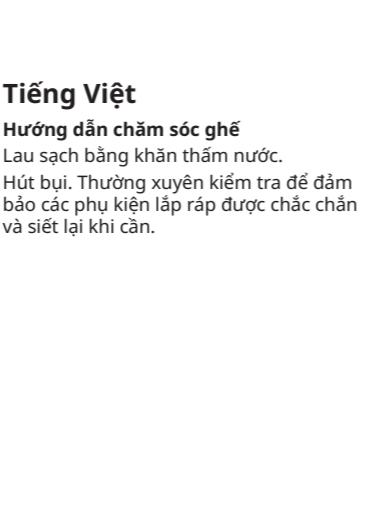 Tiếng Việt
Hướng dẫn chăm sóc ghế
Lau sạch bằng khăn thấm nước.
Hút bụi. Thường xuyên kiểm tra để đảm
bảo các phụ kiện lắp ráp được chắc chắn
và siết lại khi cần.